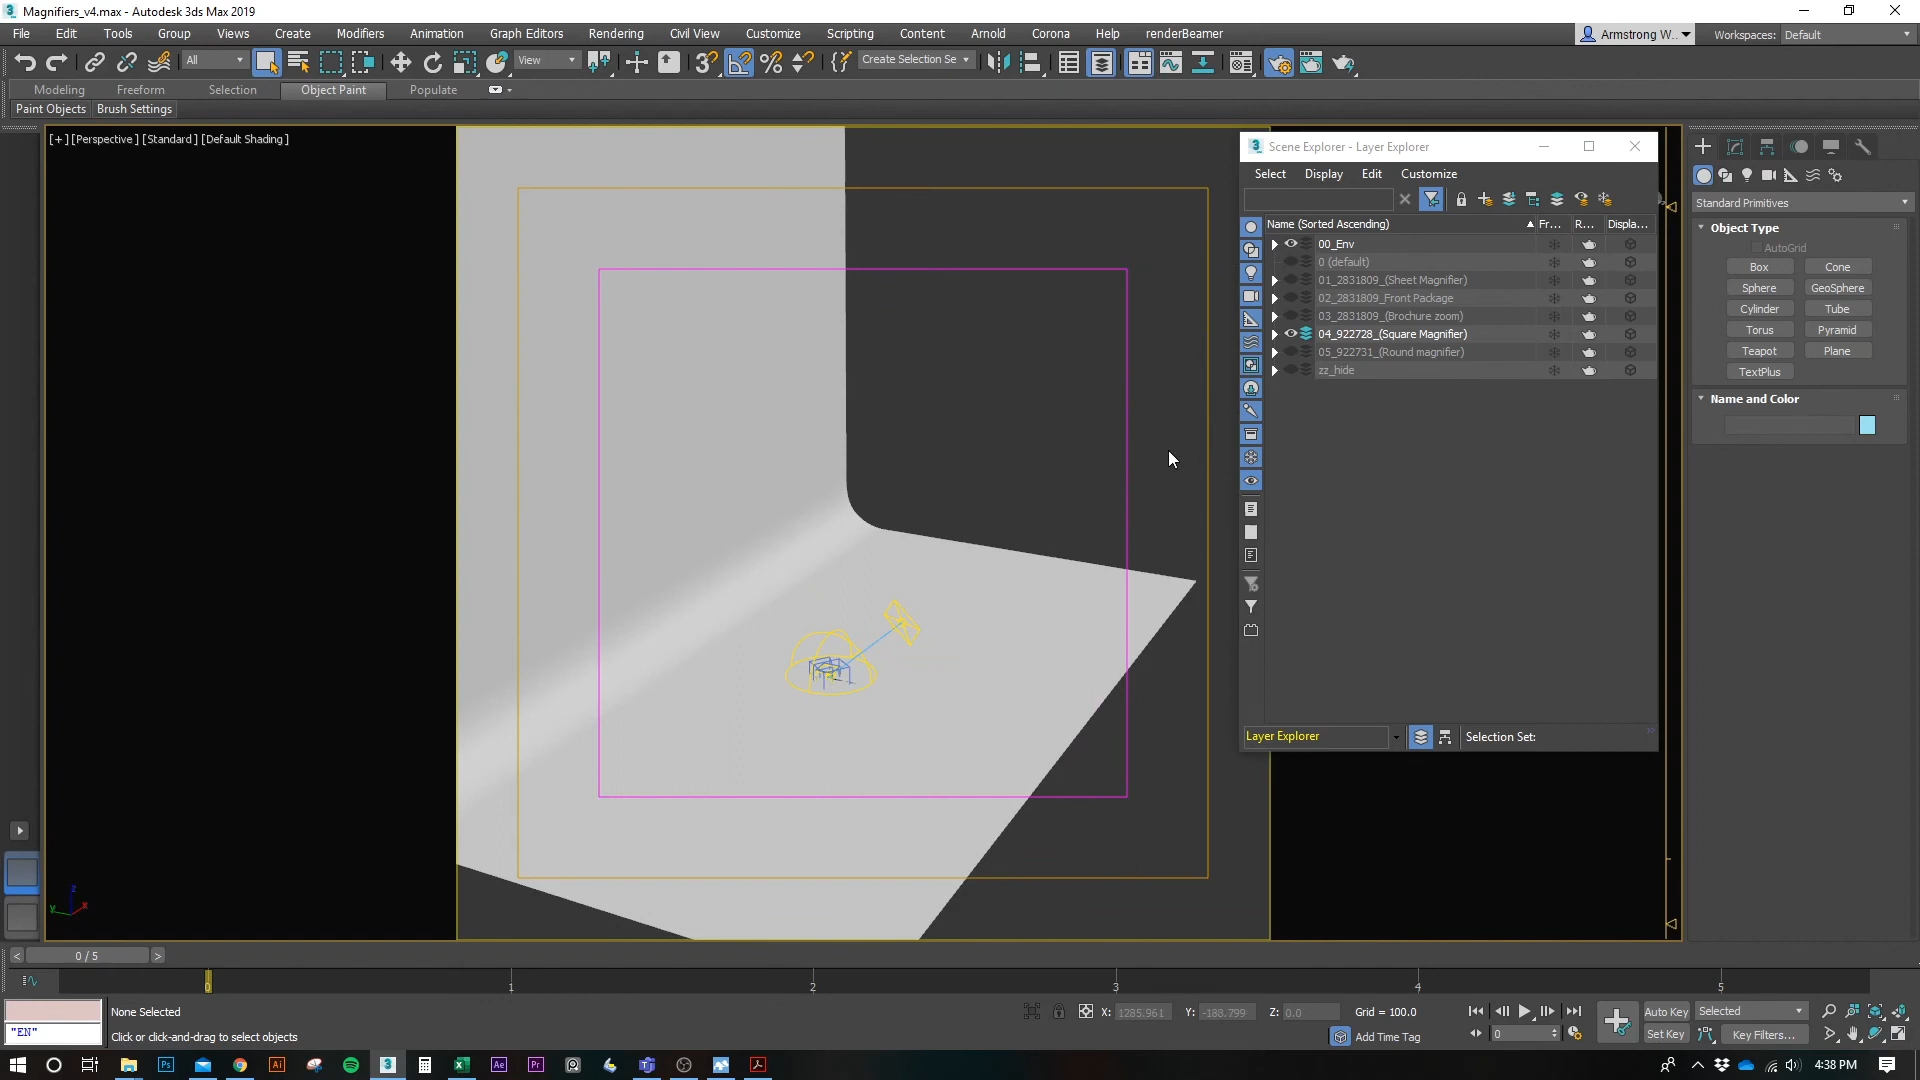 Magnifiers_v4.max - Autodesk 3ds Max 2019
File Edit Tools Group Views Create Modifiers Animation Graph Editors Rendering Civil View Customize Scripting Content Arnold Corona Help renderBeamer Armstrong W... Workspaces: Default
All View Create Selection Se
Modeling Freeform Selection Object Paint Populate
Paint Objects Brush Settings
[+] [Perspective] [Standard] [Default Shading]
Scene Explorer - Layer Explorer
Select Display Edit Customize
Name (Sorted Ascending) Fr... R... Displa...
00_Env
0 (default)
01_2831809_(Sheet Magnifier)
02_2831809_Front Package
03_2831809_(Brochure zoom)
04_922728_(Square Magnifier)
05_922731_(Round magnifier)
zz_hide
Layer Explorer Selection Set:
Standard Primitives
Object Type
AutoGrid
Box Cone
Sphere GeoSphere
Cylinder Tube
Torus Pyramid
Teapot Plane
TextPlus
Name and Color
z
y x
< 0 / 5 >
0 1 2 3 4 5
None Selected X: 1285.961 Y: -188.799 Z: 0.0 Grid = 100.0 Auto Key Selected
"EN" Click or click-and-drag to select objects Add Time Tag 0 Set Key Key Filters...
Ps Ai 3 Ae Pr 4:38 PM